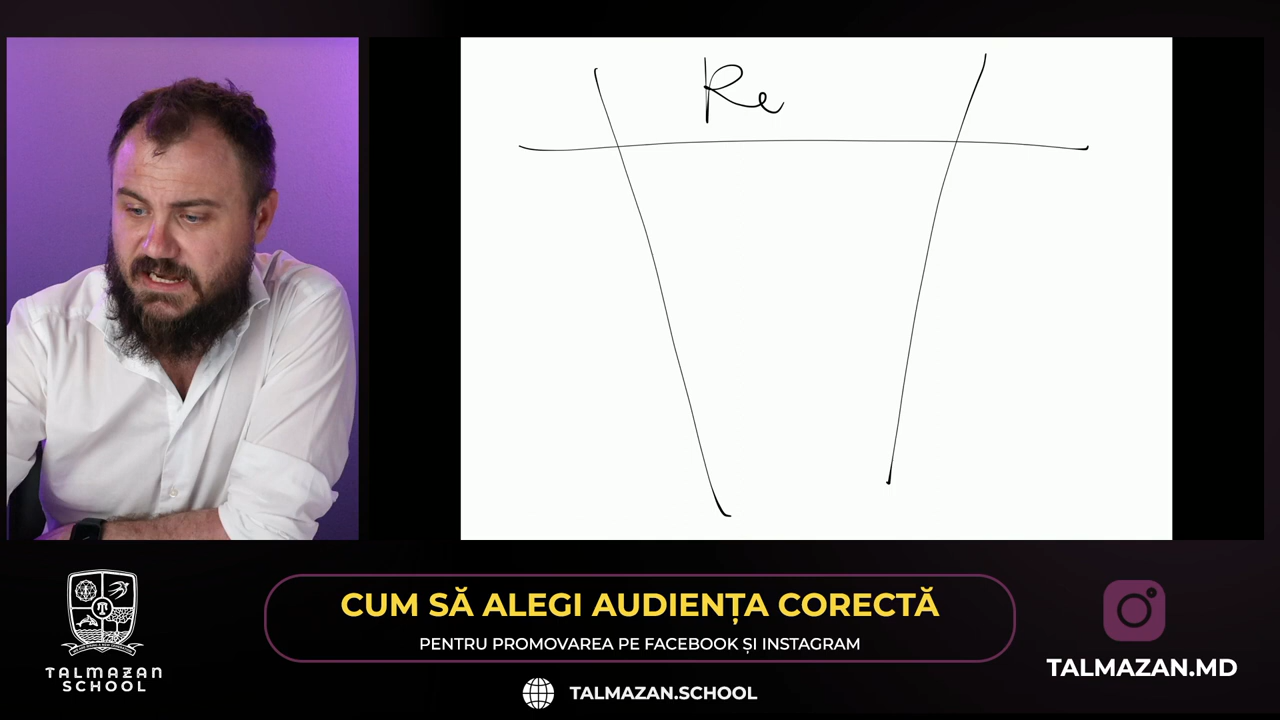 Re
CUM SĂ ALEGI AUDIENȚA CORECTĂ
PENTRU PROMOVAREA PE FACEBOOK ȘI INSTAGRAM
TALMAZAN
SCHOOL
TALMAZAN.SCHOOL
TALMAZAN.MD